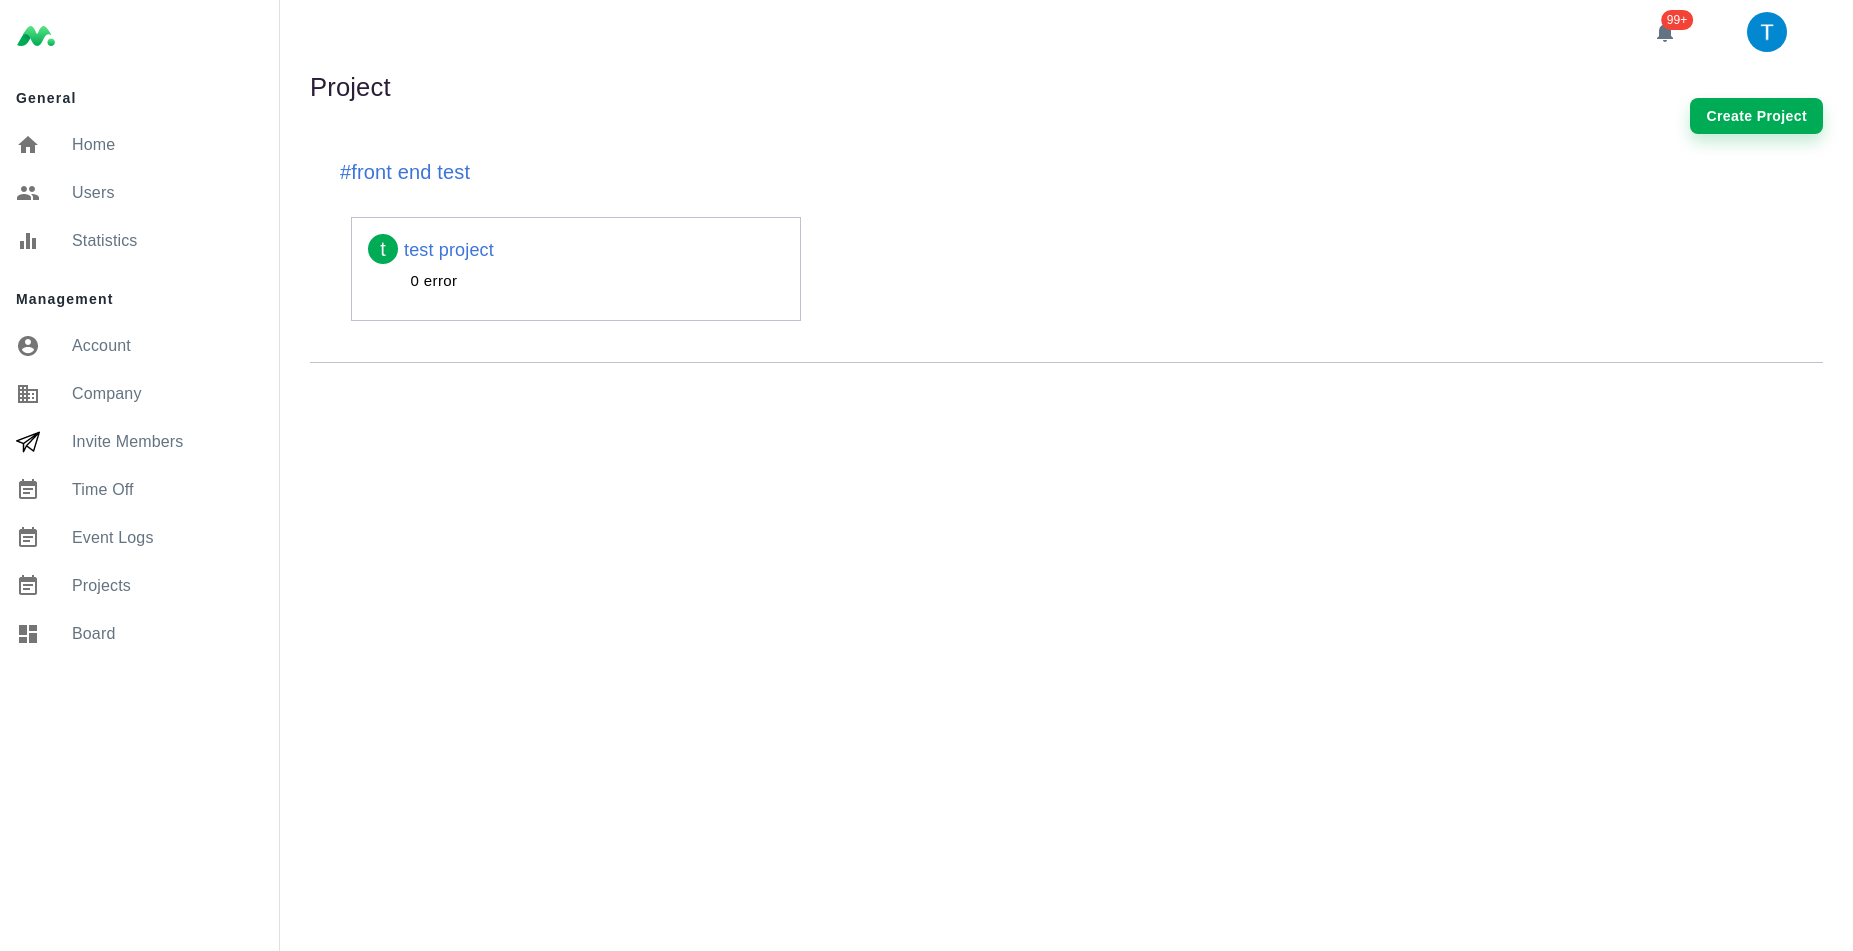 General
Home
Users
Statistics
Management
Account
Company
Invite Members
Time Off
Event Logs
Projects
Board
99+
T
Project
Create Project
#front end test
t
test project
0 error